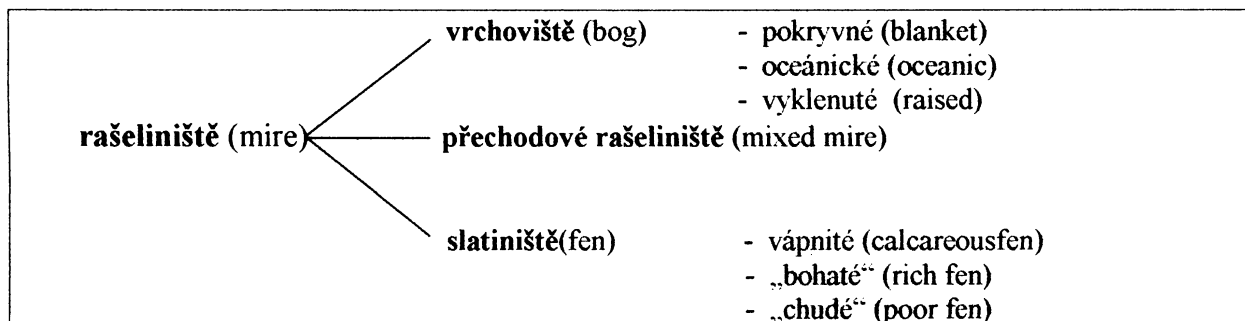 vrchoviště (bog) - pokryvné (blanket)
- oceánické (oceanic)
- vyklenuté (raised)
rašeliniště (mire)
přechodové rašeliniště (mixed mire)
slatiniště(fen) - vápnité (calcareousfen)
- „bohaté“ (rich fen)
- „chudé“ (poor fen)